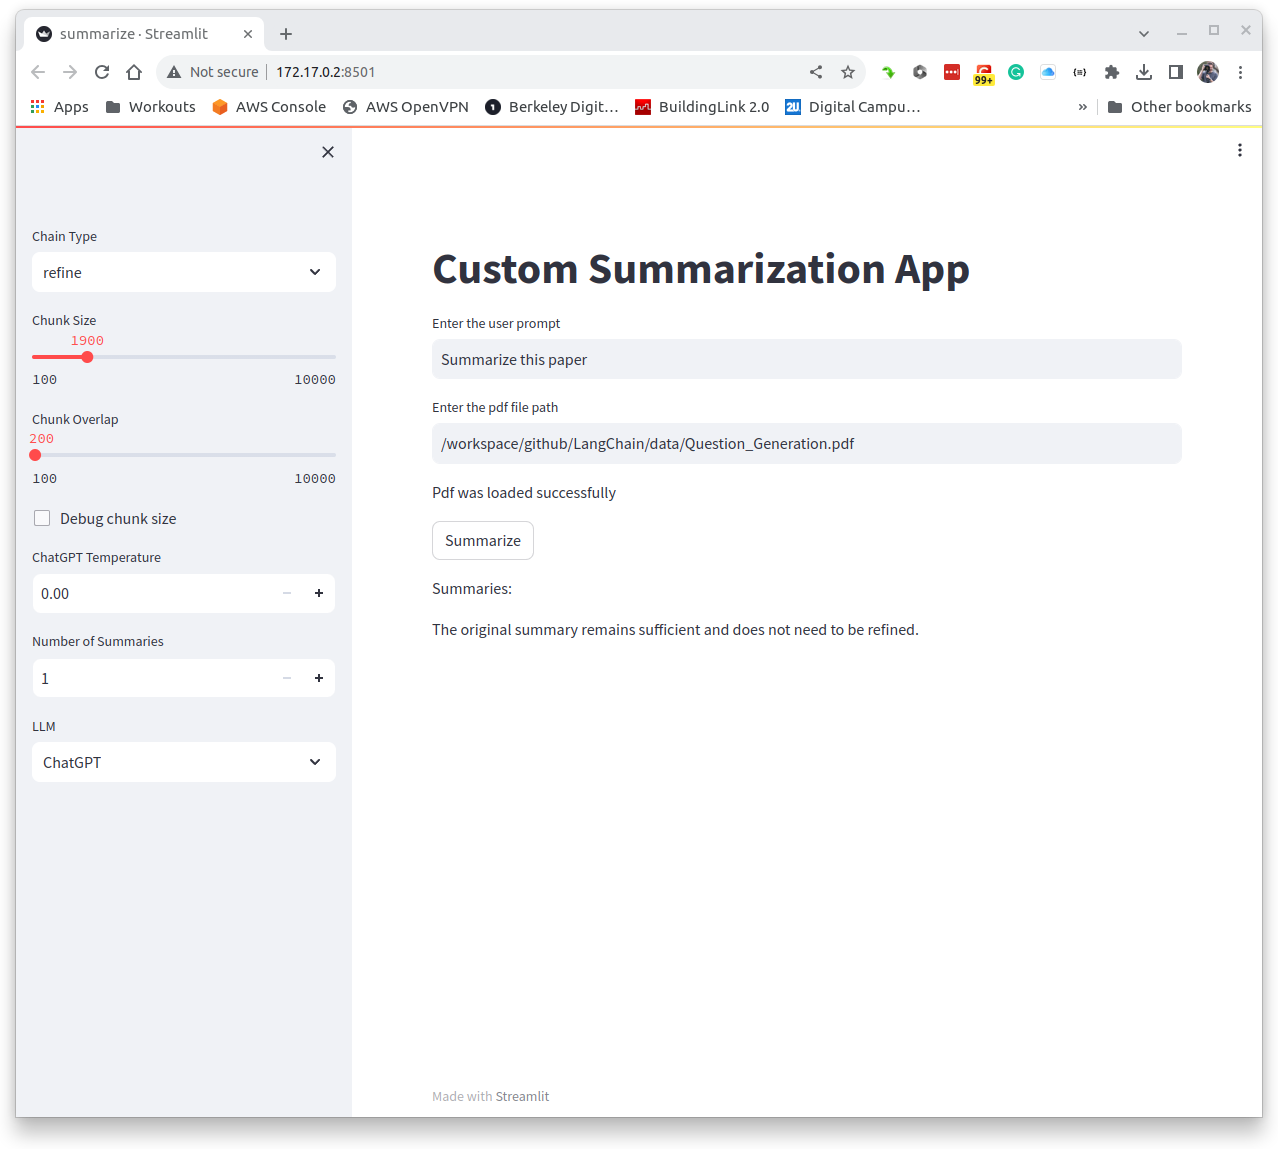 summarize · Streamlit
Not secure 172.17.0.2:8501
99+
Apps Workouts AWS Console AWS OpenVPN Berkeley Digit… BuildingLink 2.0 2U Digital Campu… » Other bookmarks
Chain Type
refine
Chunk Size
1900
100 10000
Chunk Overlap
200
100 10000
Debug chunk size
ChatGPT Temperature
0.00
Number of Summaries
1
LLM
ChatGPT
Custom Summarization App
Enter the user prompt
Summarize this paper
Enter the pdf file path
/workspace/github/LangChain/data/Question_Generation.pdf
Pdf was loaded successfully
Summarize
Summaries:
The original summary remains sufficient and does not need to be refined.
Made with Streamlit